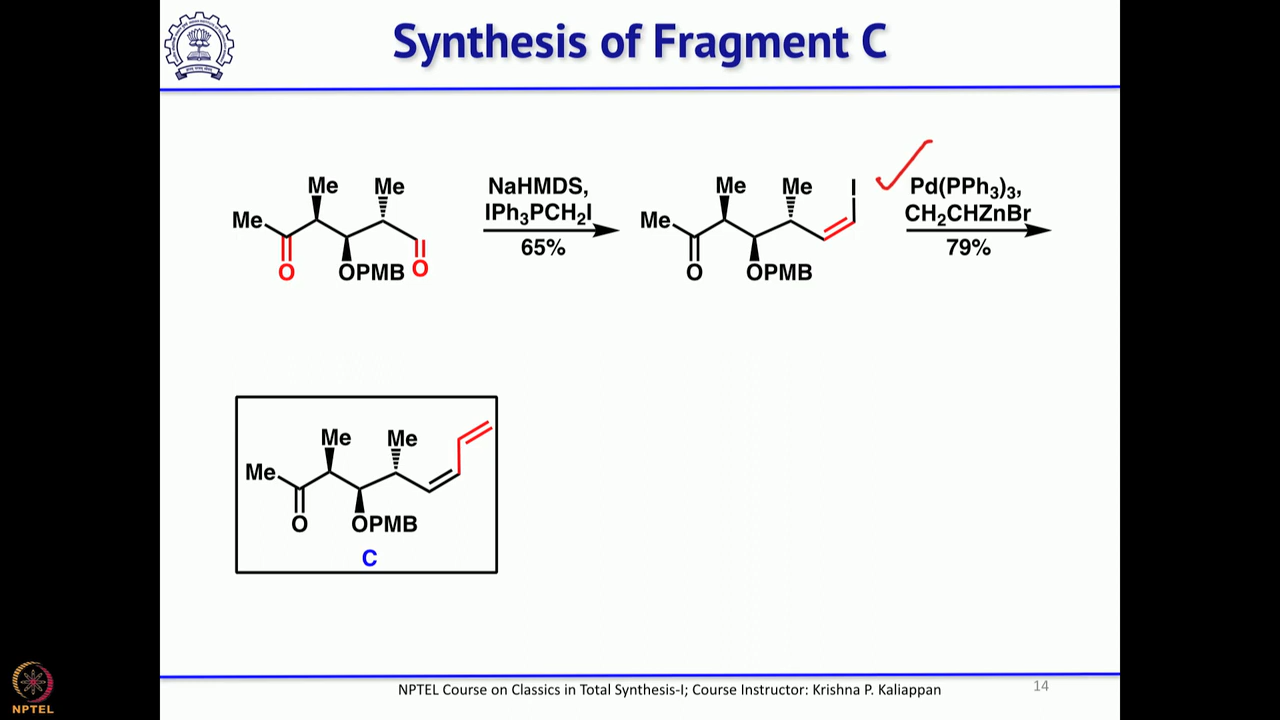 Synthesis of Fragment C
Me Me
Me
O OPMB O
NaHMDS,
IPh₃PCH₂I
65%
Me Me I
Me
O OPMB
Pd(PPh₃)₃,
CH₂CHZnBr
79%
Me Me
Me
O OPMB
C
NPTEL Course on Classics in Total Synthesis-I; Course Instructor: Krishna P. Kaliappan
14
NPTEL